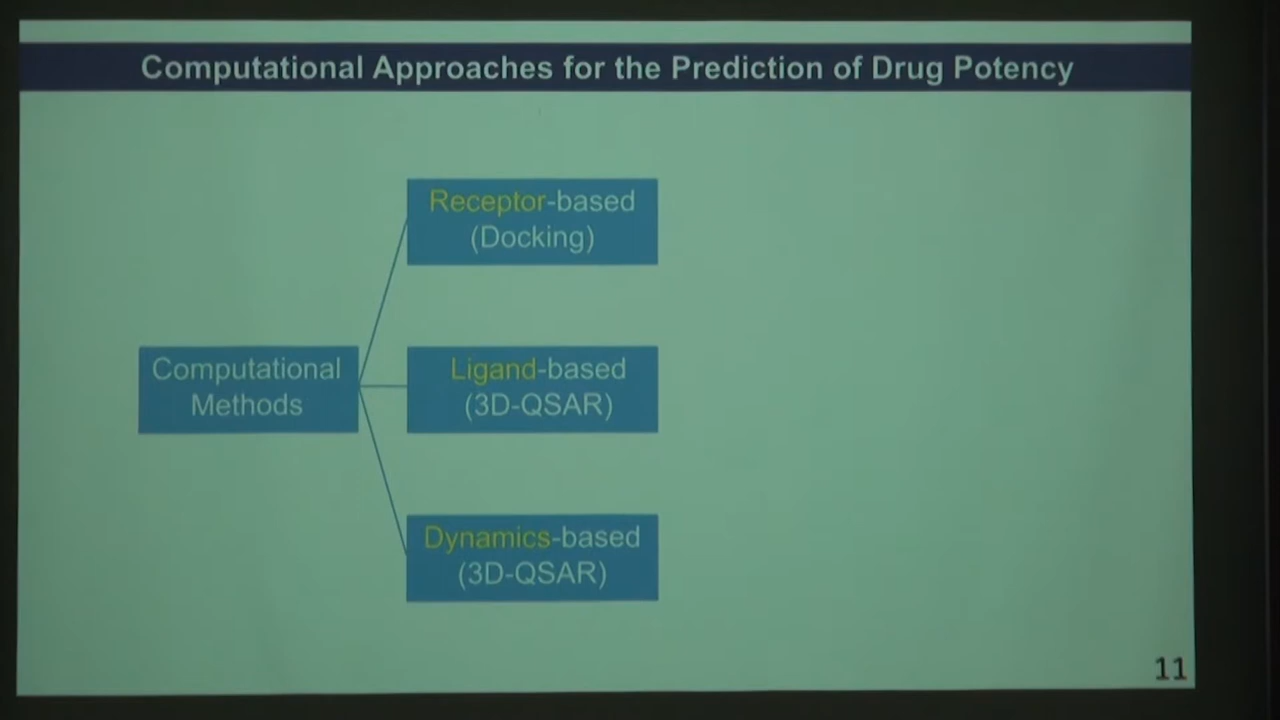 Computational Approaches for the Prediction of Drug Potency
Receptor-based
(Docking)
Computational
Methods
Ligand-based
(3D-QSAR)
Dynamics-based
(3D-QSAR)
11